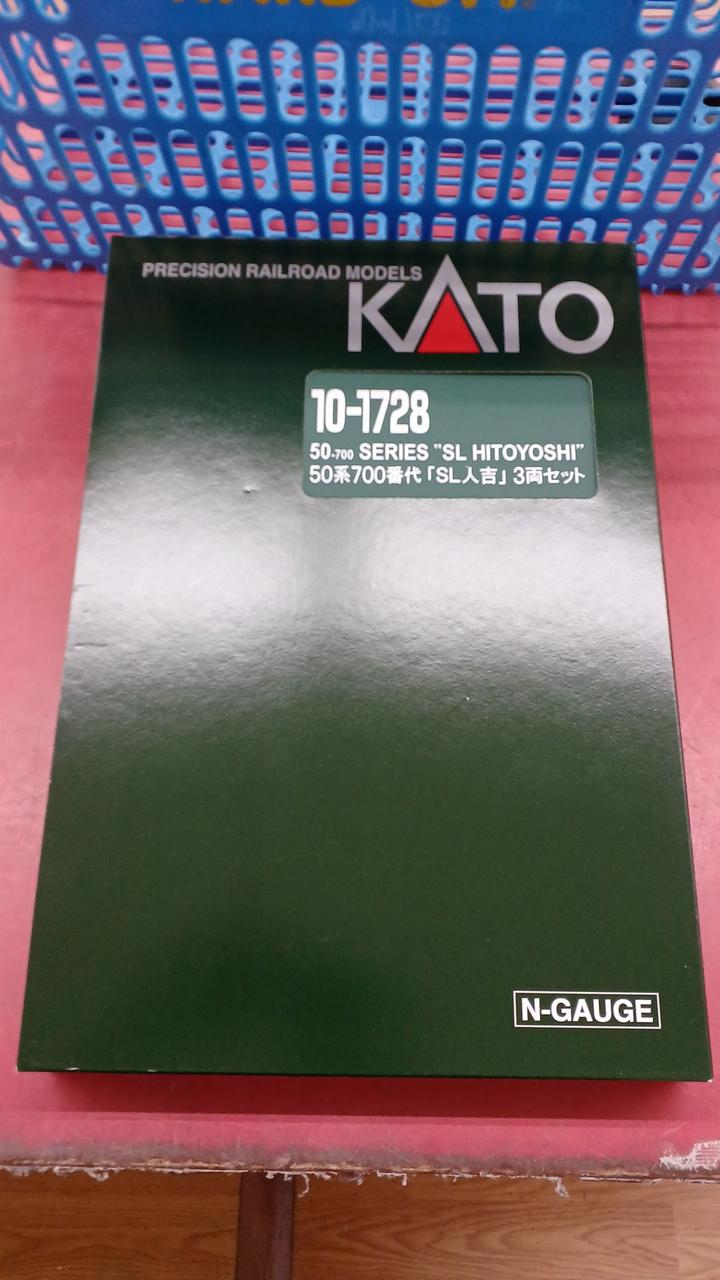 PRECISION RAILROAD MODELS
KATO
10-1728
50-700 SERIES "SL HITOYOSHI"
50系700番代「SL人吉」3両セット
N-GAUGE